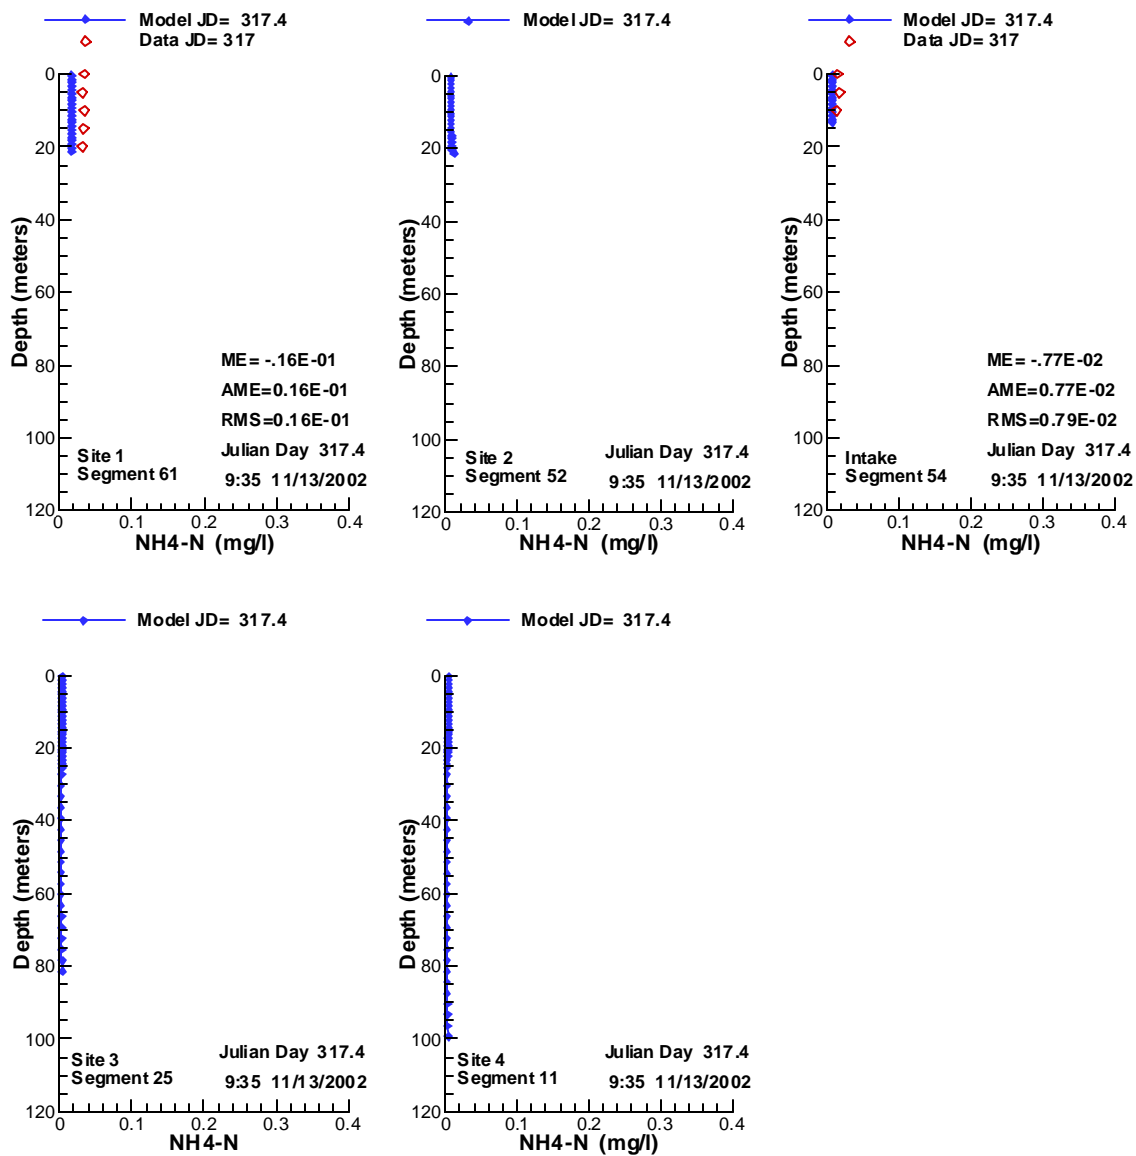 Model JD= 317.4
Data JD= 317
0
20
40
60
80
100
120
Depth (meters)
ME= -.16E-01
AME=0.16E-01
RMS=0.16E-01
Julian Day 317.4
9:35 11/13/2002
Site 1
Segment 61
0 0.1 0.2 0.3 0.4
NH4-N (mg/l)
Model JD= 317.4
0
20
40
60
80
100
120
Depth (meters)
Julian Day 317.4
9:35 11/13/2002
Site 2
Segment 52
0 0.1 0.2 0.3 0.4
NH4-N (mg/l)
Model JD= 317.4
Data JD= 317
0
20
40
60
80
100
120
Depth (meters)
ME= -.77E-02
AME=0.77E-02
RMS=0.79E-02
Julian Day 317.4
9:35 11/13/2002
Intake
Segment 54
0 0.1 0.2 0.3 0.4
NH4-N (mg/l)
Model JD= 317.4
0
20
40
60
80
100
120
Depth (meters)
Julian Day 317.4
9:35 11/13/2002
Site 3
Segment 25
0 0.1 0.2 0.3 0.4
NH4-N
Model JD= 317.4
0
20
40
60
80
100
120
Depth (meters)
Julian Day 317.4
9:35 11/13/2002
Site 4
Segment 11
0 0.1 0.2 0.3 0.4
NH4-N (mg/l)